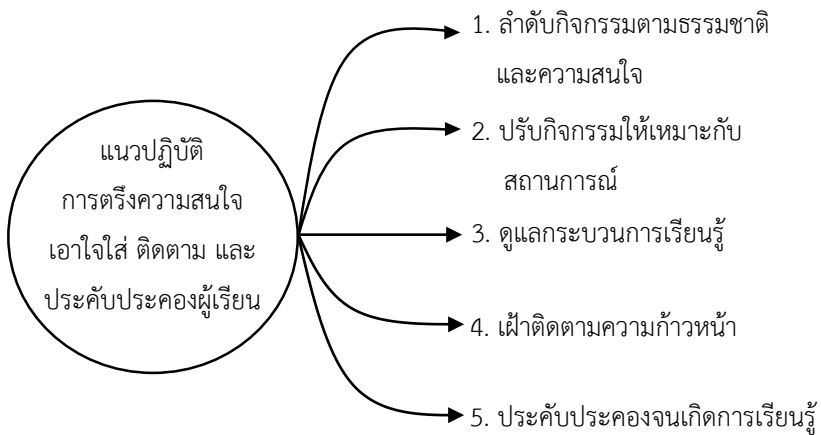 แนวปฏิบัติ
การตรึงความสนใจ
เอาใจใส่ ติดตาม และ
ประคับประคองผู้เรียน
1. ลำดับกิจกรรมตามธรรมชาติ
และความสนใจ
2. ปรับกิจกรรมให้เหมาะกับ
สถานการณ์
3. ดูแลกระบวนการเรียนรู้
4. เฝ้าติดตามความก้าวหน้า
5. ประคับประคองจนเกิดการเรียนรู้